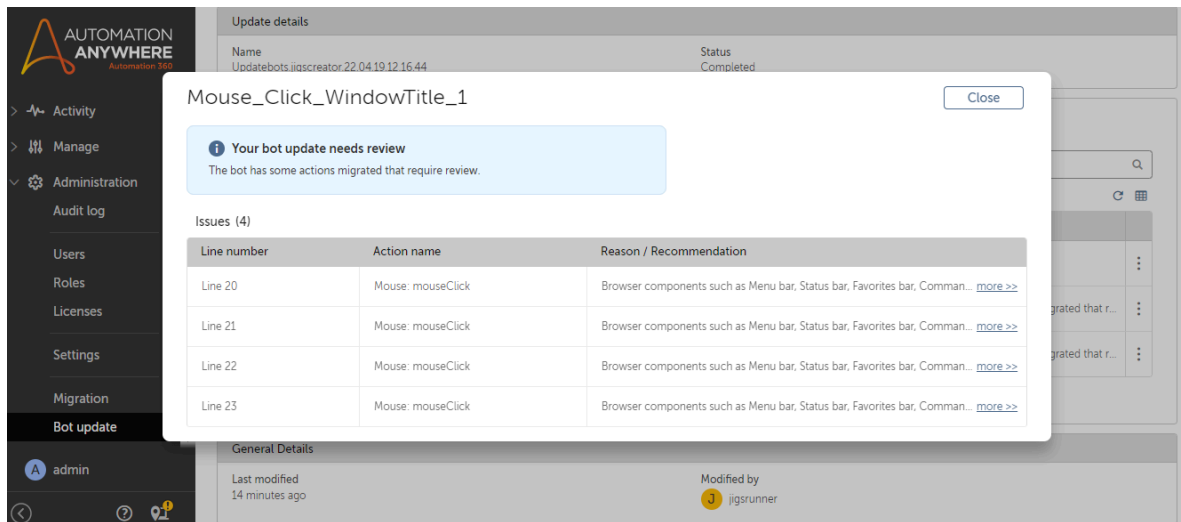 AUTOMATION
ANYWHERE
Automation 360
Activity
Manage
Administration
Audit log
Users
Roles
Licenses
Settings
Migration
Bot update
A admin
Update details
Name
Updatebots.jigscreator.22.04.19.12.16.44
Status
Completed
Mouse_Click_WindowTitle_1
Close
Your bot update needs review
The bot has some actions migrated that require review.
Issues (4)
Line number Action name Reason / Recommendation
Line 20 Mouse: mouseClick Browser components such as Menu bar, Status bar, Favorites bar, Comman... more >>
Line 21 Mouse: mouseClick Browser components such as Menu bar, Status bar, Favorites bar, Comman... more >>
Line 22 Mouse: mouseClick Browser components such as Menu bar, Status bar, Favorites bar, Comman... more >>
Line 23 Mouse: mouseClick Browser components such as Menu bar, Status bar, Favorites bar, Comman... more >>
grated that r...
grated that r...
General Details
Last modified
14 minutes ago
Modified by
J jigsrunner